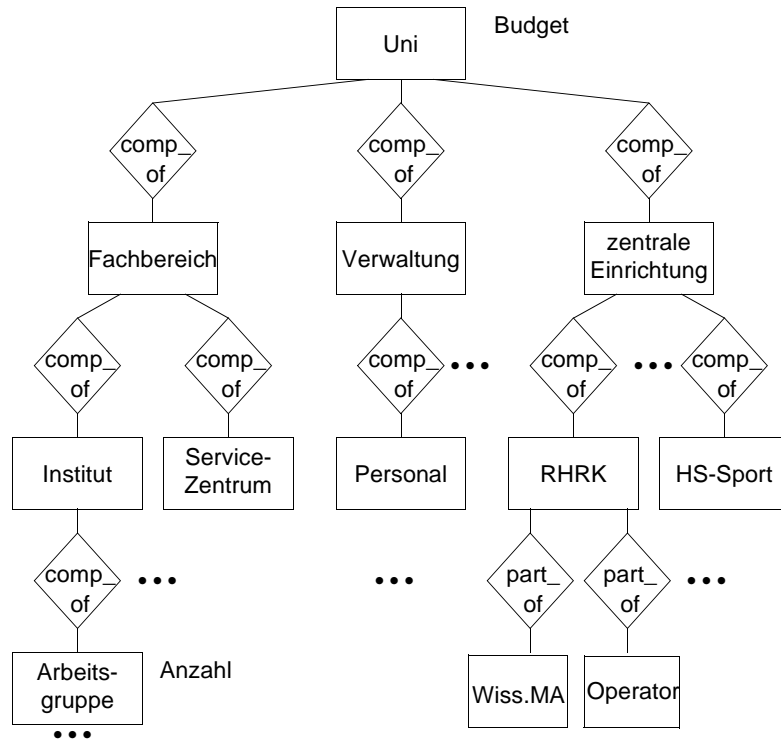 Uni
Budget
comp_
of
comp_
of
comp_
of
Fachbereich
Verwaltung
zentrale
Einrichtung
comp_
of
comp_
of
comp_
of
•••
comp_
of
•••
comp_
of
Institut
Service-
Zentrum
Personal
RHRK
HS-Sport
comp_
of
•••
•••
part_
of
part_
of
•••
Arbeits-
gruppe
Anzahl
Wiss.MA
Operator
•••